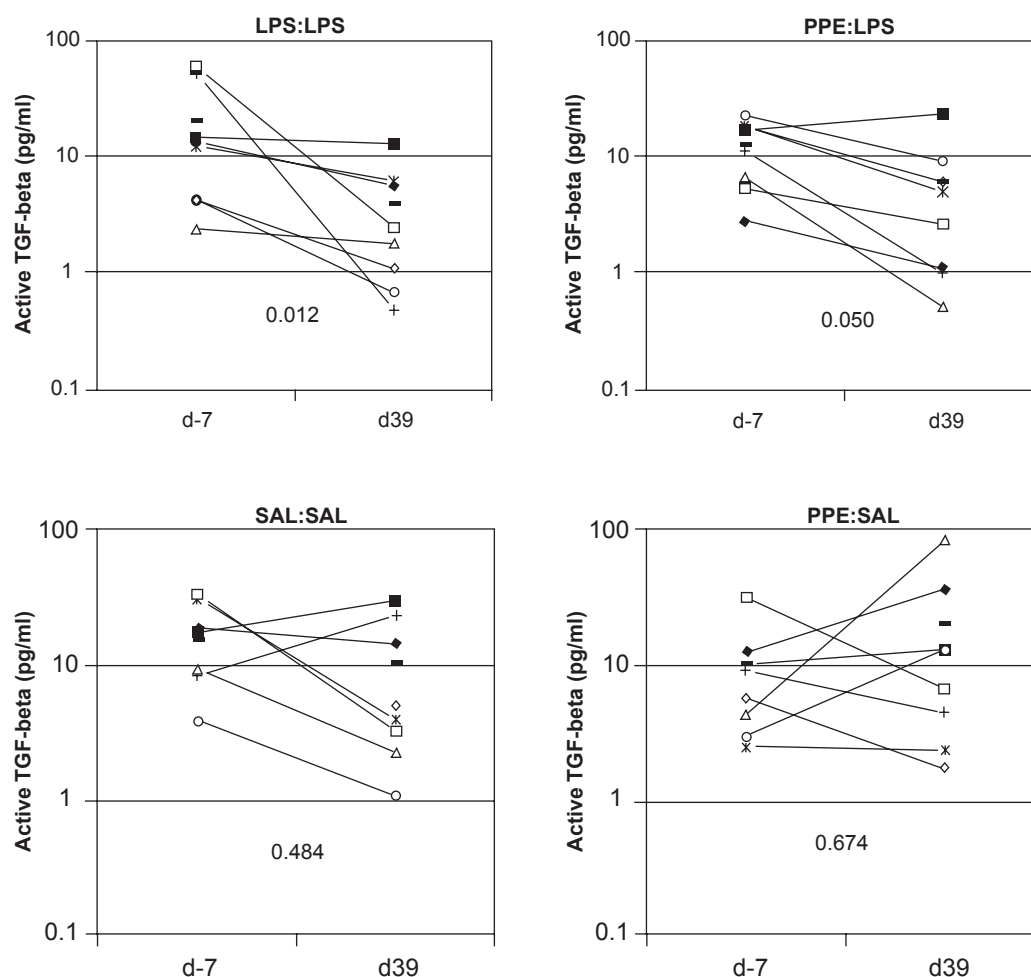 LPS:LPS
Active TGF-beta (pg/ml)
100
10
1
0.1
0.012
d-7 d39
PPE:LPS
Active TGF-beta (pg/ml)
100
10
1
0.1
0.050
d-7 d39
SAL:SAL
Active TGF-beta (pg/ml)
100
10
1
0.1
0.484
d-7 d39
PPE:SAL
Active TGF-beta (pg/ml)
100
10
1
0.1
0.674
d-7 d39